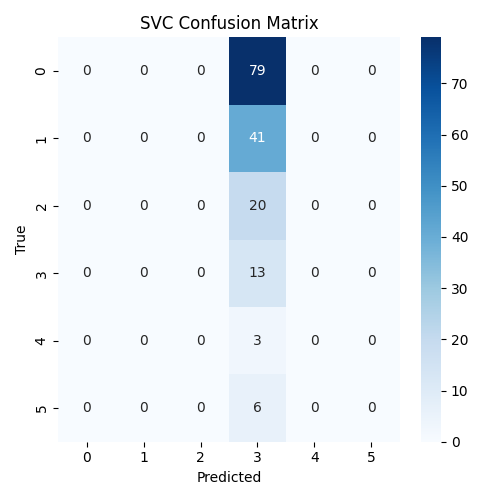 SVC Confusion Matrix
0 0 0 0 79 0 0
1 0 0 0 41 0 0
2 0 0 0 20 0 0
3 0 0 0 13 0 0
4 0 0 0 3 0 0
5 0 0 0 6 0 0
True
0 1 2 3 4 5
Predicted
70
60
50
40
30
20
10
0